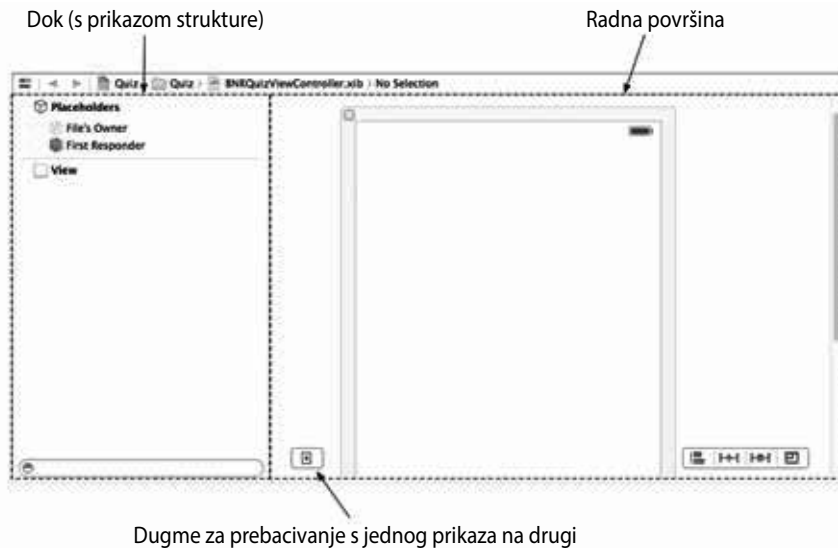 Dok (s prikazom strukture)
Radna površina
Quiz Quiz BNRQuizViewController.xib No Selection
Placeholders
File's Owner
First Responder
View
Dugme za prebacivanje s jednog prikaza na drugi